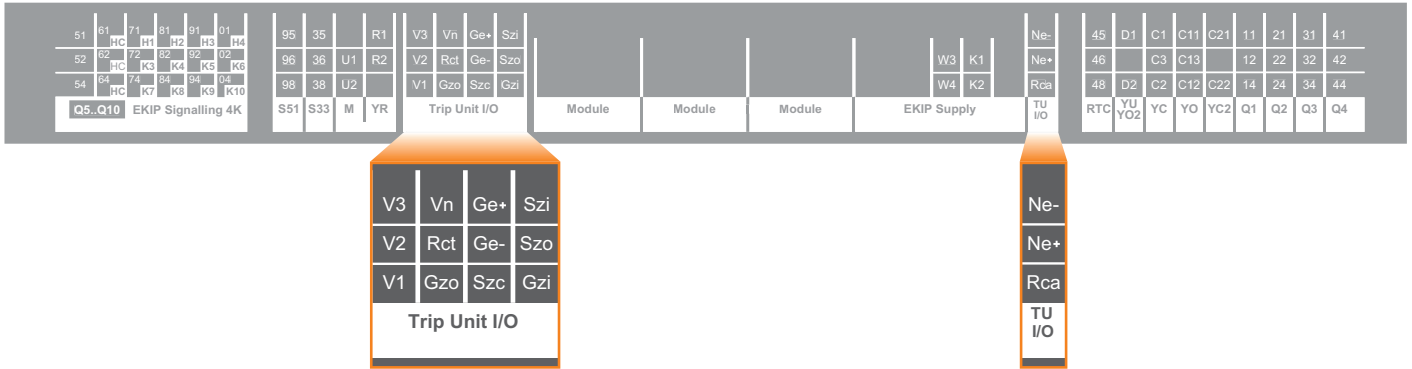 51 61 HC 71 H1 81 H2 91 H3 01 H4 95 35 R1 V3 Vn Ge+ Szi Ne- 45 D1 C1 C11 C21 11 21 31 41
52 62 HC 72 K3 82 K4 92 K5 02 K6 96 36 U1 R2 V2 Rct Ge- Szo W3 K1 Ne+ 46 C3 C13 12 22 32 42
54 64 HC 74 K7 84 K8 94 K9 04 K10 98 38 U2 V1 Gzo Szc Gzi W4 K2 Rca 48 D2 C2 C12 C22 14 24 34 44
Q5..Q10 EKIP Signalling 4K S51 S33 M YR Trip Unit I/O Module Module Module EKIP Supply TU I/O RTC YU YO2 YC YO YC2 Q1 Q2 Q3 Q4
V3 Vn Ge+ Szi
V2 Rct Ge- Szo
V1 Gzo Szc Gzi
Trip Unit I/O
Ne-
Ne+
Rca
TU
I/O